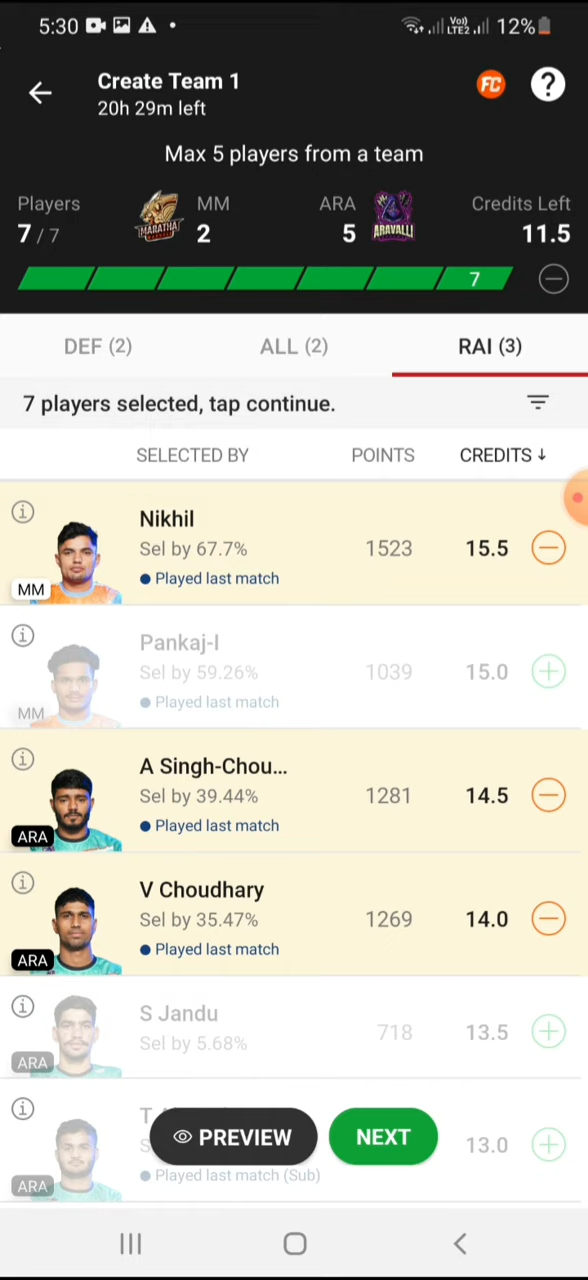 5:30 Vo) LTE2 12%
Create Team 1
20h 29m left
FC ?
Max 5 players from a team
Players MM ARA Credits Left
7 / 7 MARATHA 2 5 ARAVALLI 11.5
7
DEF (2) ALL (2) RAI (3)
7 players selected, tap continue.
SELECTED BY POINTS CREDITS ↓
Nikhil
Sel by 67.7% 1523 15.5
Played last match
MM
Pankaj-I
Sel by 59.26% 1039 15.0
Played last match
MM
A Singh-Chou...
Sel by 39.44% 1281 14.5
Played last match
ARA
V Choudhary
Sel by 35.47% 1269 14.0
Played last match
ARA
S Jandu
Sel by 5.68% 718 13.5
ARA
T
PREVIEW NEXT 13.0
Played last match (Sub)
ARA